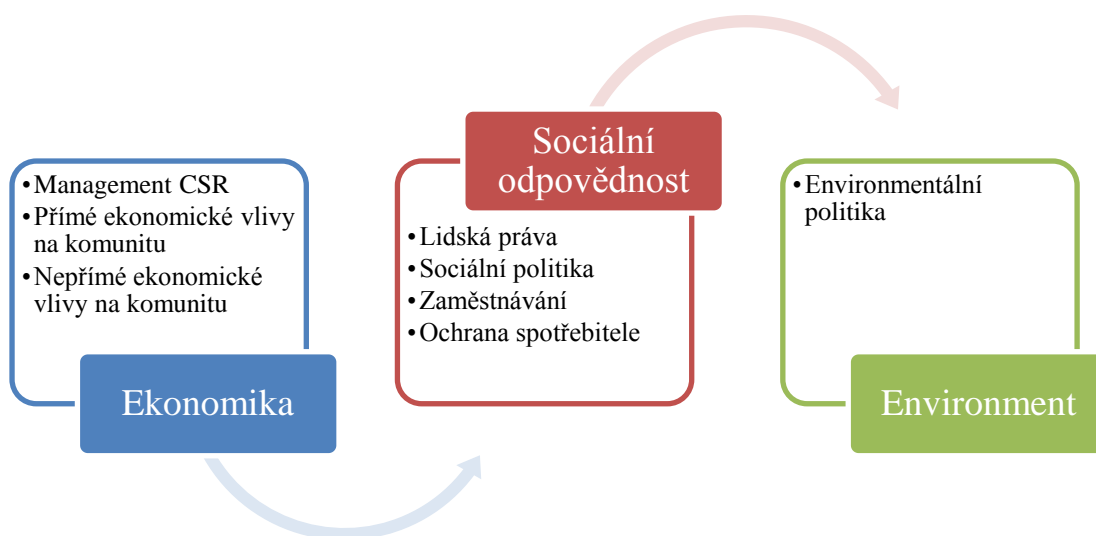 •Management CSR
•Přímé ekonomické vlivy
na komunitu
•Nepřímé ekonomické
vlivy na komunitu
Ekonomika
Sociální
odpovědnost
•Lidská práva
•Sociální politika
•Zaměstnávání
•Ochrana spotřebitele
•Environmentální
politika
Environment